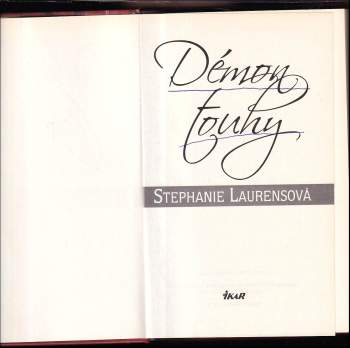 Démon
touhy
STEPHANIE LAURENSOVÁ
IKAR